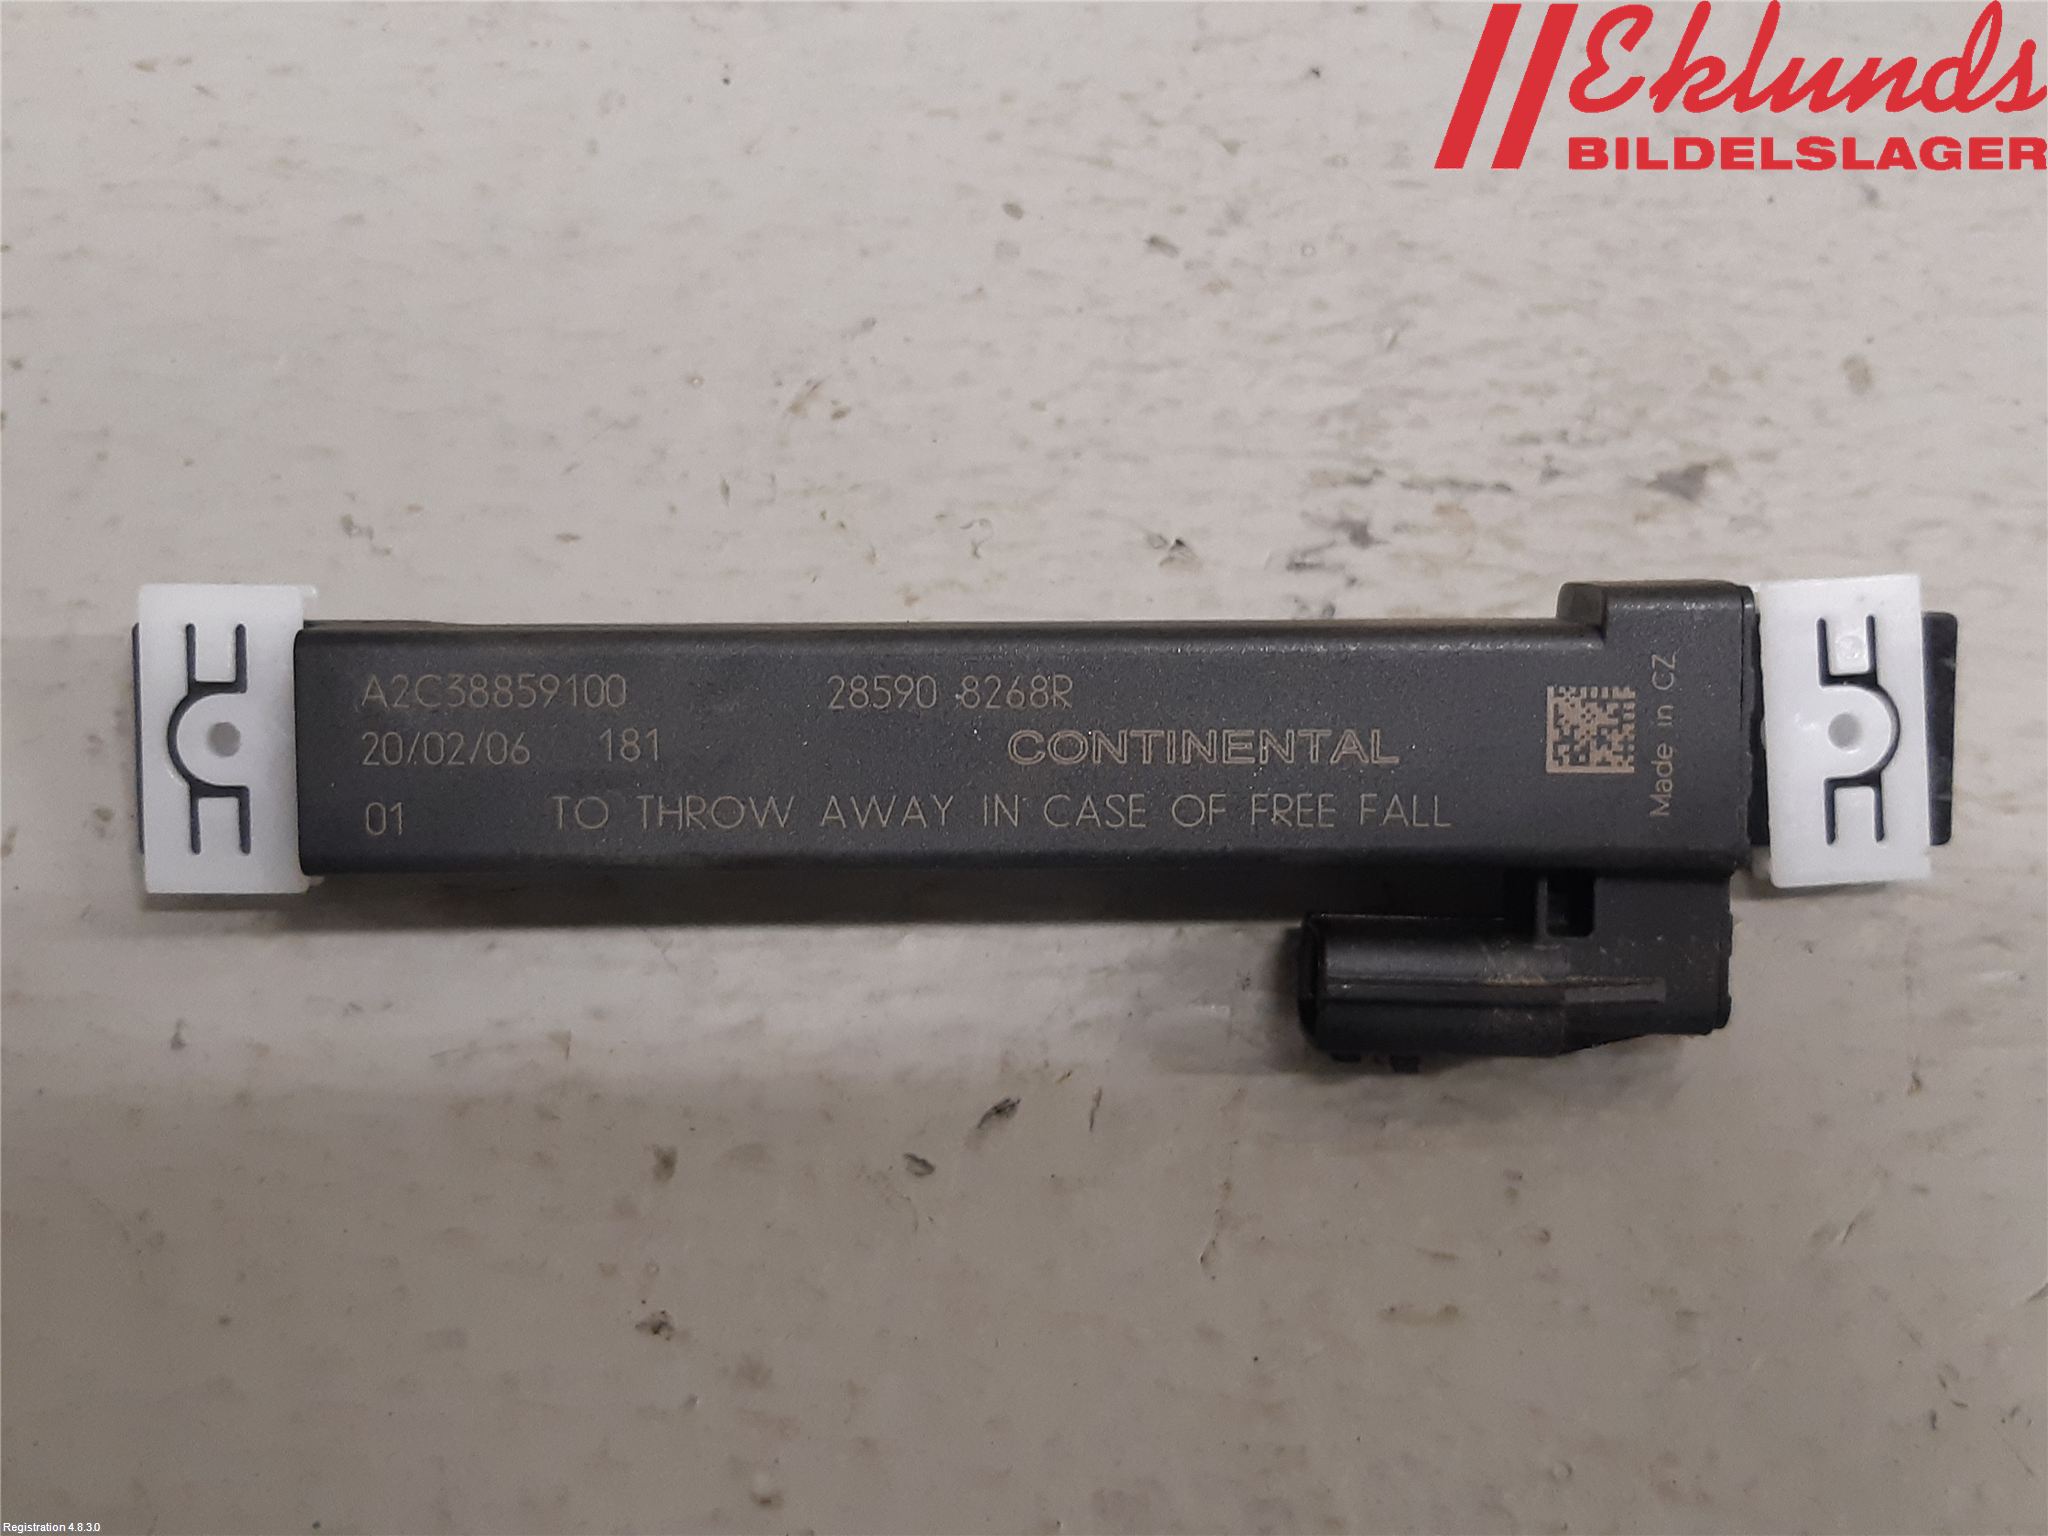 Eklunds
BILDELSLAGER
A2C38859100 28590 8268R
20/02/06 181 CONTINENTAL
01 TO THROW AWAY IN CASE OF FREE FALL
Made in CZ
Registration 4.8.3.0